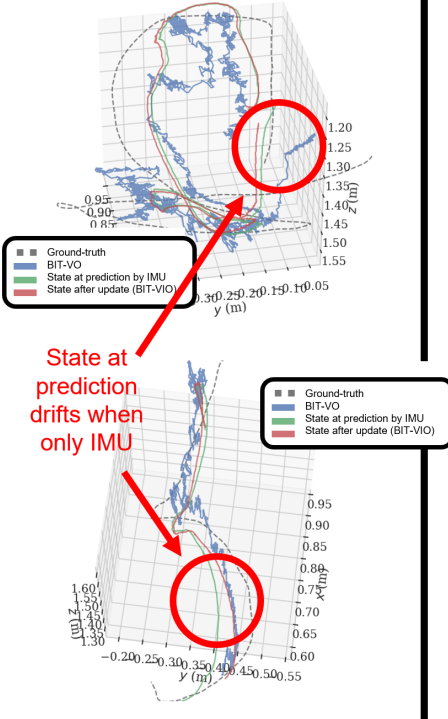 1.20
1.25
1.30
1.35
1.40
1.45
1.50
1.55
z (m)
0.95
0.90
0.85
Ground-truth
BIT-VO
State at prediction by IMU
State after update (BIT-VIO)
0.30-0.25-0.20-0.15-0.10-0.05
y (m)
State at
prediction
drifts when
only IMU
Ground-truth
BIT-VO
State at prediction by IMU
State after update (BIT-VIO)
0.95
0.90
0.85
0.80
0.75
0.70
0.65
0.60
x (m)
1.60
1.55
1.50
1.45
1.40
1.35
1.30
z (m)
-0.20-0.25-0.30-0.35-0.40-0.45-0.50-0.55
y (m)